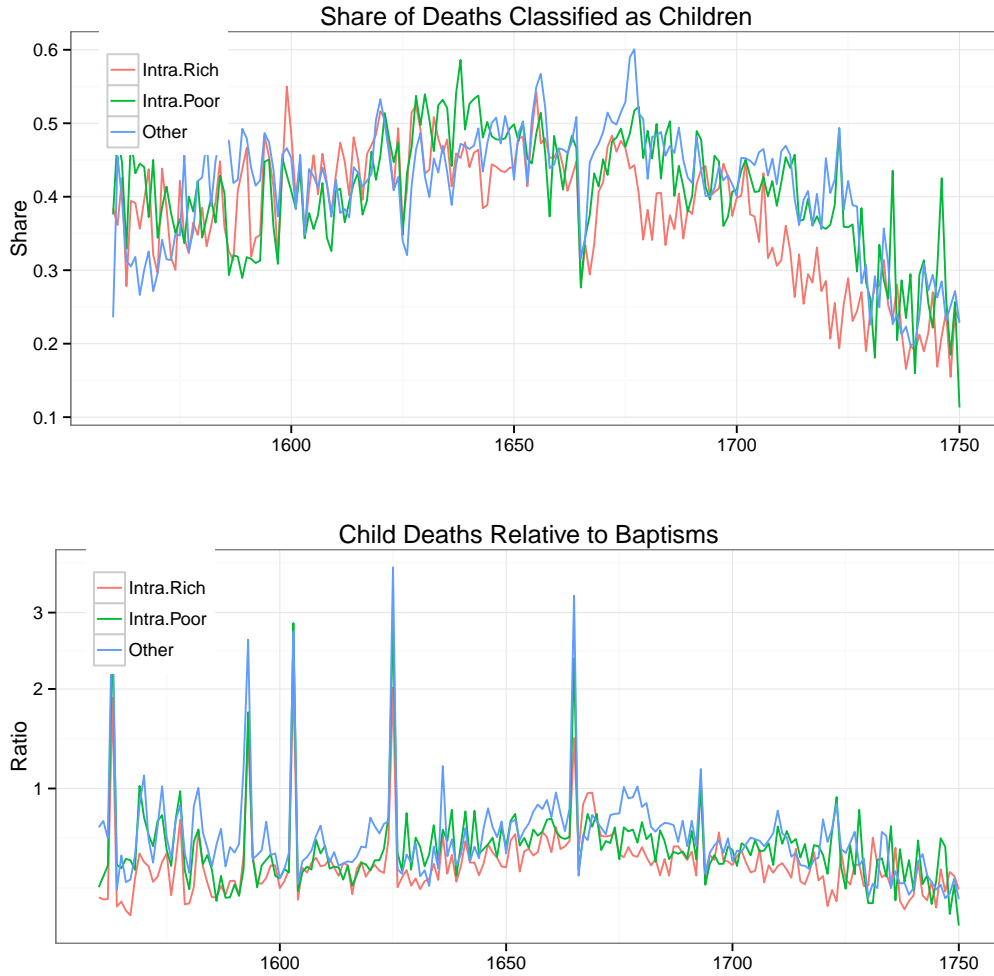 Share of Deaths Classified as Children
0.6
0.5
0.4
0.3
0.2
0.1
Share
Intra.Rich
Intra.Poor
Other
1600
1650
1700
1750
Child Deaths Relative to Baptisms
3
2
1
Ratio
Intra.Rich
Intra.Poor
Other
1600
1650
1700
1750